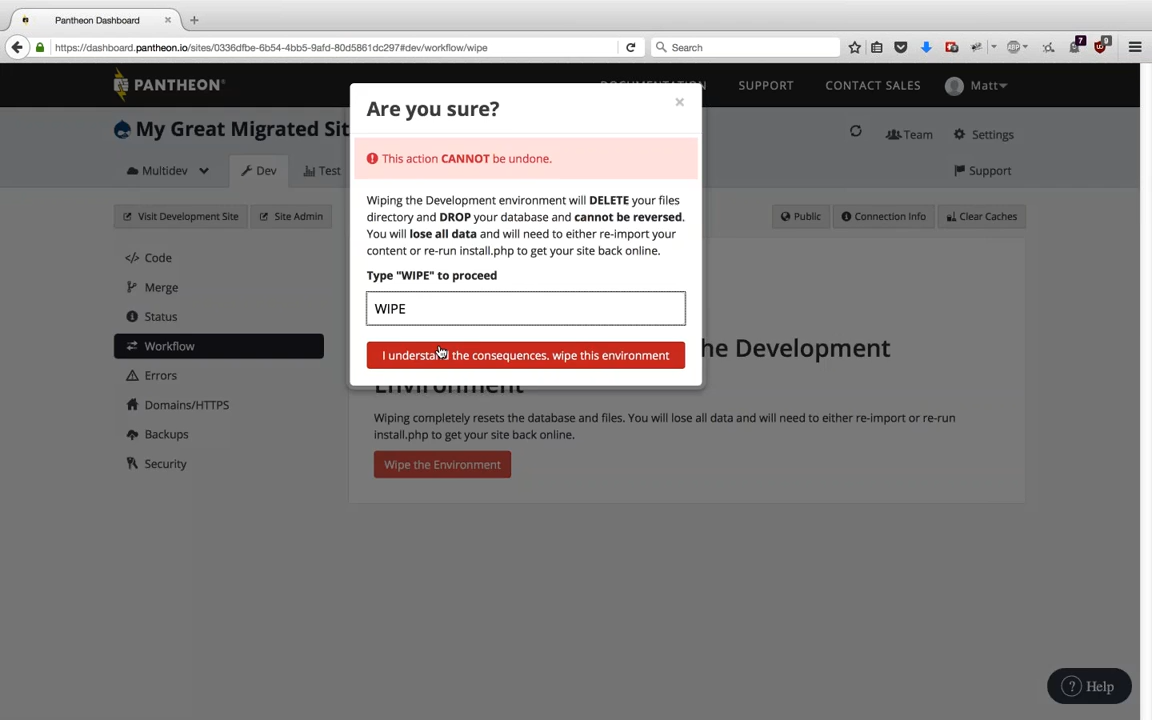 Pantheon Dashboard
https://dashboard.pantheon.io/sites/0336dfbe-6b54-4bb5-9afd-80d5861dc297#dev/workflow/wipe
Search
7
9
ABP
PANTHEON
DOCUMENTATION
SUPPORT
CONTACT SALES
Matt
My Great Migrated Sit
Team
Settings
Multidev
Dev
Test
Support
Visit Development Site
Site Admin
Public
Connection Info
Clear Caches
Code
Merge
Status
Workflow
Errors
Domains/HTTPS
Backups
Security
Are you sure?
×
This action CANNOT be undone.
Wiping the Development environment will DELETE your files
directory and DROP your database and cannot be reversed.
You will lose all data and will need to either re-import your
content or re-run install.php to get your site back online.
Type "WIPE" to proceed
WIPE
I understand the consequences. wipe this environment
he Development
Environment
Wiping completely resets the database and files. You will lose all data and will need to either re-import or re-run
install.php to get your site back online.
Wipe the Environment
? Help